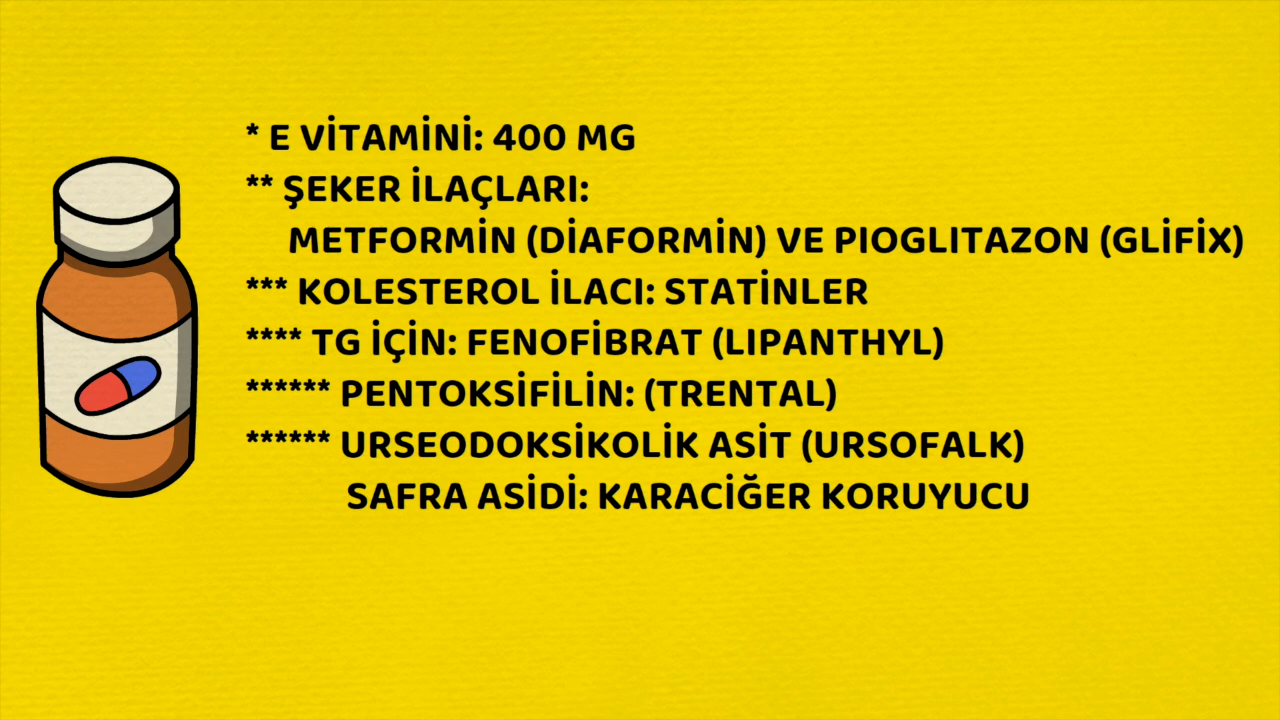 * E VİTAMİNİ: 400 MG
** ŞEKER İLAÇLARI:
METFORMİN (DİAFORMİN) VE PIOGLITAZON (GLİFİX)
*** KOLESTEROL İLACI: STATİNLER
**** TG İÇİN: FENOFİBRAT (LIPANTHYL)
****** PENTOKSİFİLİN: (TRENTAL)
****** URSEODOKSİKOLİK ASİT (URSOFALK)
SAFRA ASİDİ: KARACİĞER KORUYUCU